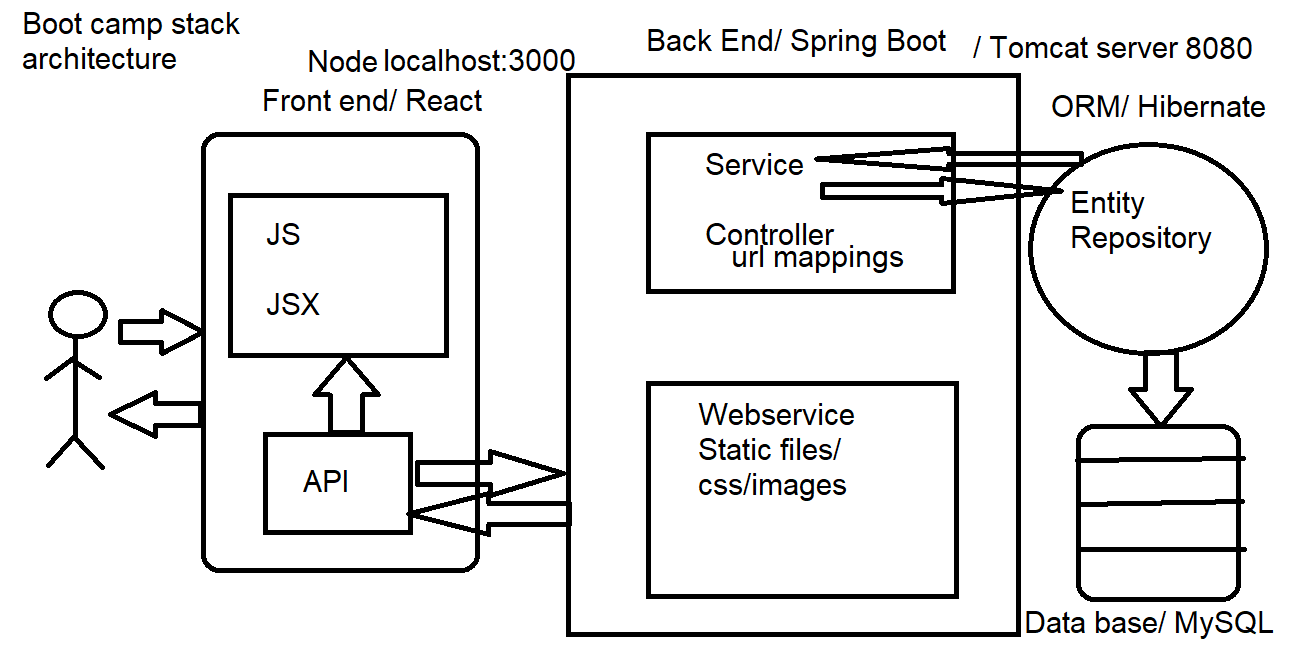 Boot camp stack
architecture
Node localhost:3000
Front end/ React
JS
JSX
API
Back End/ Spring Boot / Tomcat server 8080
Service
Controller
url mappings
Webservice
Static files/
css/images
ORM/ Hibernate
Entity
Repository
Data base/ MySQL